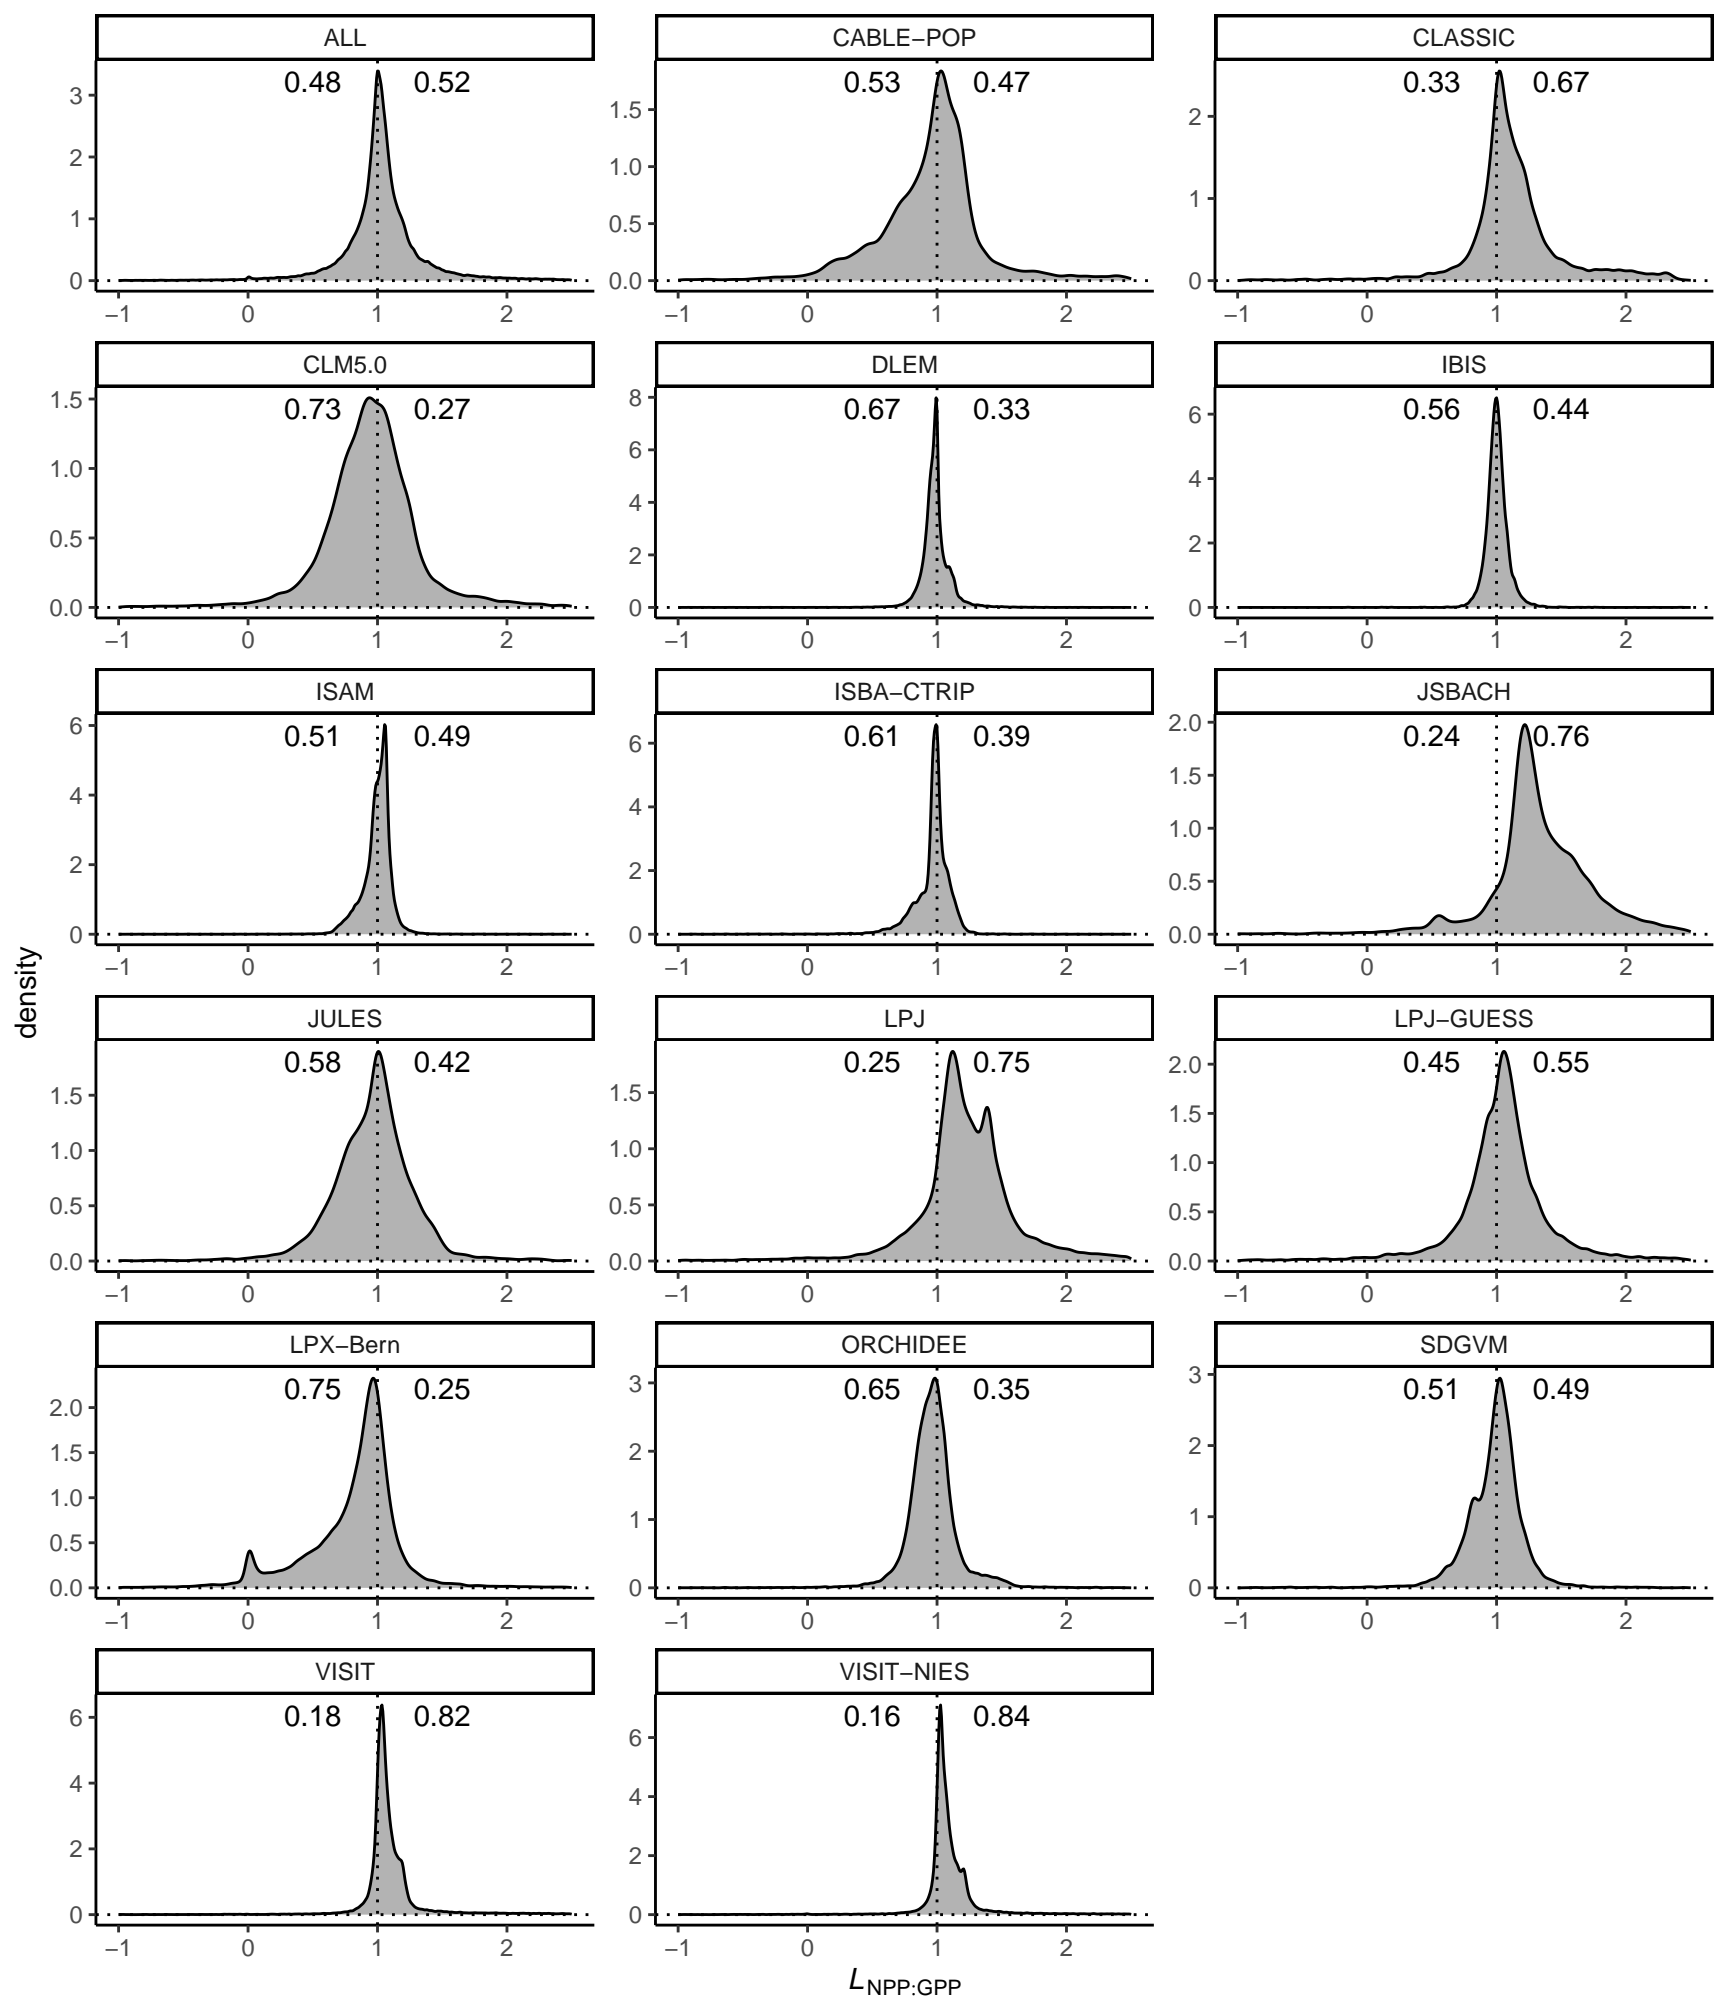 ALL CABLE−POP CLASSIC
0.48 0.52 0.53 0.47 0.33 0.67
3 2 1 0
1.5 1.0 0.5 0.0
2 1 0
−1 0 1 2 −1 0 1 2 −1 0 1 2
CLM5.0 DLEM IBIS
0.73 0.27 0.67 0.33 0.56 0.44
1.5 1.0 0.5 0.0
8 6 4 2 0
6 4 2 0
−1 0 1 2 −1 0 1 2 −1 0 1 2
ISAM ISBA−CTRIP JSBACH
0.51 0.49 0.61 0.39 0.24 0.76
6 4 2 0
6 4 2 0
2.0 1.5 1.0 0.5 0.0
−1 0 1 2 −1 0 1 2 −1 0 1 2
density
JULES LPJ LPJ−GUESS
0.58 0.42 0.25 0.75 0.45 0.55
1.5 1.0 0.5 0.0
1.5 1.0 0.5 0.0
2.0 1.5 1.0 0.5 0.0
−1 0 1 2 −1 0 1 2 −1 0 1 2
LPX−Bern ORCHIDEE SDGVM
0.75 0.25 0.65 0.35 0.51 0.49
2.0 1.5 1.0 0.5 0.0
3 2 1 0
3 2 1 0
−1 0 1 2 −1 0 1 2 −1 0 1 2
VISIT VISIT−NIES
0.18 0.82 0.16 0.84
6 4 2 0
6 4 2 0
−1 0 1 2 −1 0 1 2
L NPP:GPP